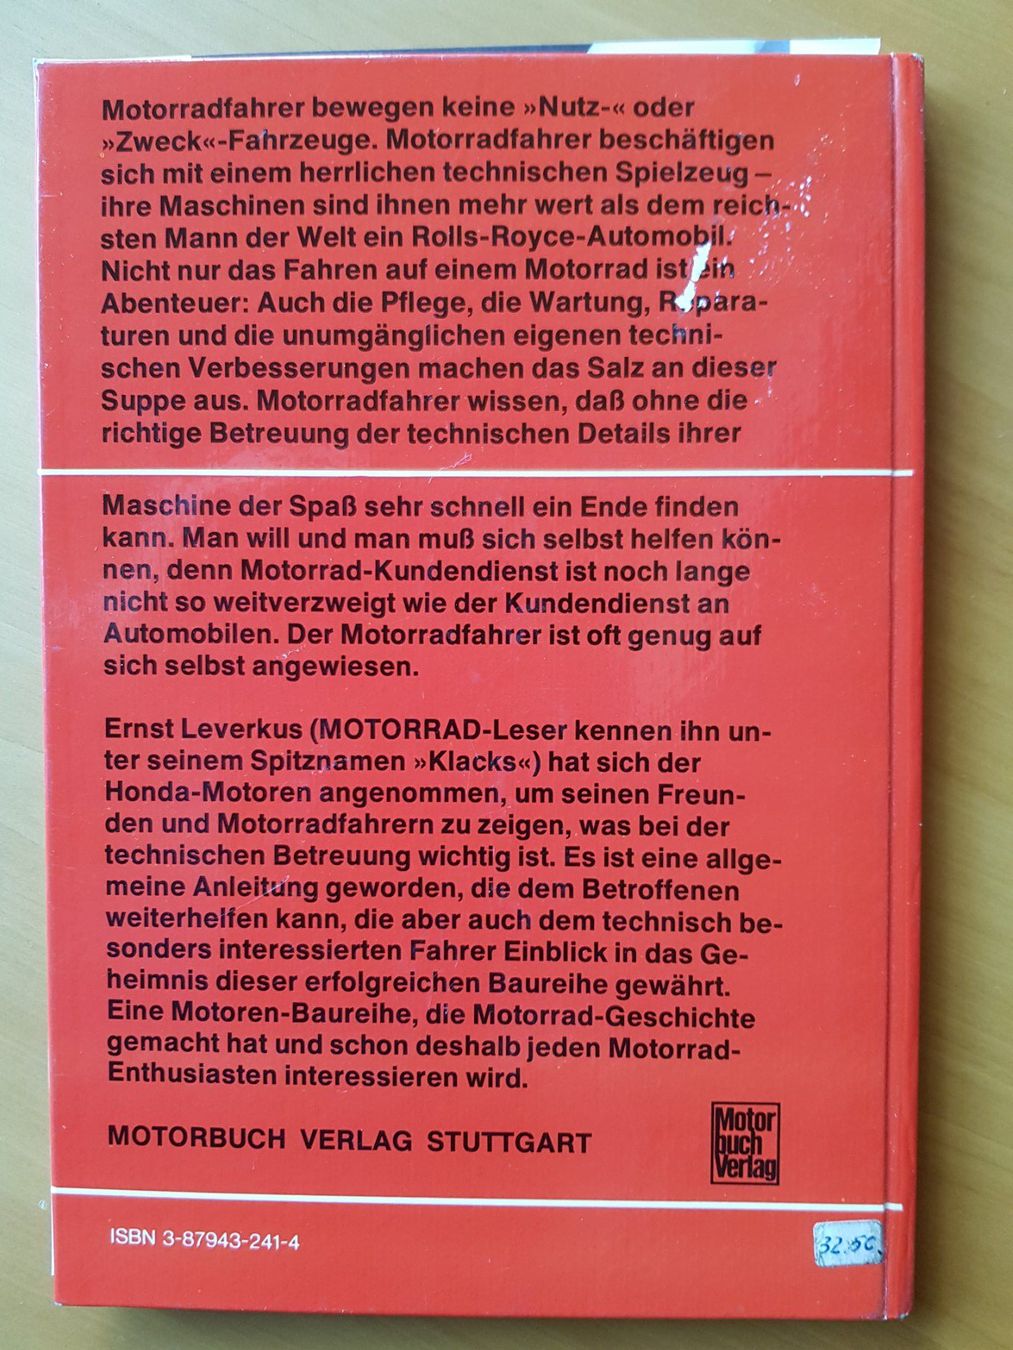 Motorradfahrer bewegen keine »Nutz-« oder
»Zweck«-Fahrzeuge. Motorradfahrer beschäftigen
sich mit einem herrlichen technischen Spielzeug –
ihre Maschinen sind ihnen mehr wert als dem reich-
sten Mann der Welt ein Rolls-Royce-Automobil.
Nicht nur das Fahren auf einem Motorrad ist ein
Abenteuer: Auch die Pflege, die Wartung, Repara-
turen und die unumgänglichen eigenen techni-
schen Verbesserungen machen das Salz an dieser
Suppe aus. Motorradfahrer wissen, daß ohne die
richtige Betreuung der technischen Details ihrer
Maschine der Spaß sehr schnell ein Ende finden
kann. Man will und man muß sich selbst helfen kön-
nen, denn Motorrad-Kundendienst ist noch lange
nicht so weitverzweigt wie der Kundendienst an
Automobilen. Der Motorradfahrer ist oft genug auf
sich selbst angewiesen.
Ernst Leverkus (MOTORRAD-Leser kennen ihn un-
ter seinem Spitznamen »Klacks«) hat sich der
Honda-Motoren angenommen, um seinen Freun-
den und Motorradfahrern zu zeigen, was bei der
technischen Betreuung wichtig ist. Es ist eine allge-
meine Anleitung geworden, die dem Betroffenen
weiterhelfen kann, die aber auch dem technisch be-
sonders interessierten Fahrer Einblick in das Ge-
heimnis dieser erfolgreichen Baureihe gewährt.
Eine Motoren-Baureihe, die Motorrad-Geschichte
gemacht hat und schon deshalb jeden Motorrad-
Enthusiasten interessieren wird.
MOTORBUCH VERLAG STUTTGART
Motor
buch
Verlag
ISBN 3-87943-241-4